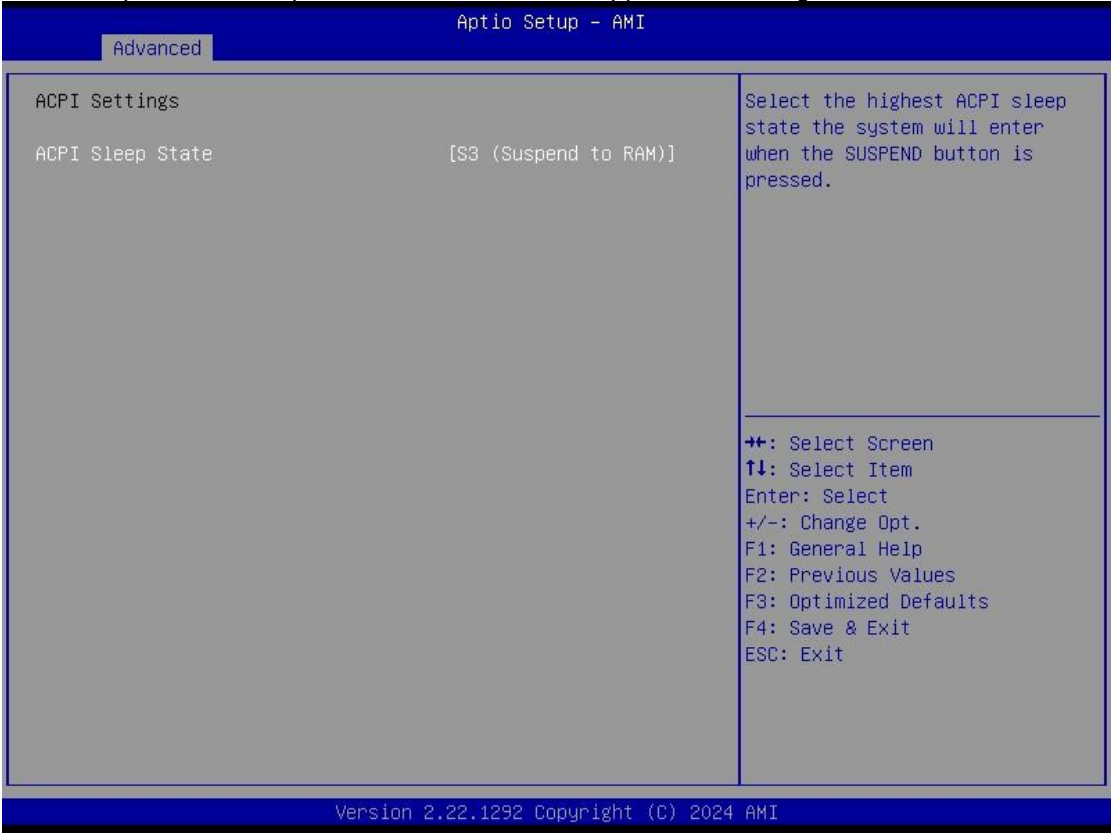 Aptio Setup – AMI
Advanced
ACPI Settings
ACPI Sleep State [S3 (Suspend to RAM)]
Select the highest ACPI sleep
state the system will enter
when the SUSPEND button is
pressed.
→←: Select Screen
↑↓: Select Item
Enter: Select
+/-: Change Opt.
F1: General Help
F2: Previous Values
F3: Optimized Defaults
F4: Save & Exit
ESC: Exit
Version 2.22.1292 Copyright (C) 2024 AMI